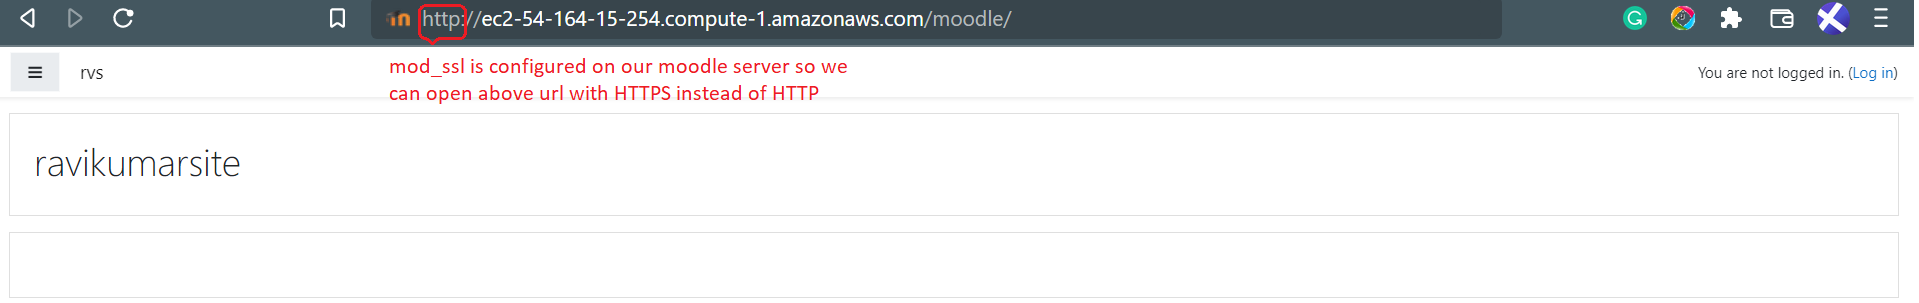 http://ec2-54-164-15-254.compute-1.amazonaws.com/moodle/
rvs
mod_ssl is configured on our moodle server so we
can open above url with HTTPS instead of HTTP
You are not logged in. (Log in)
ravikumarsite